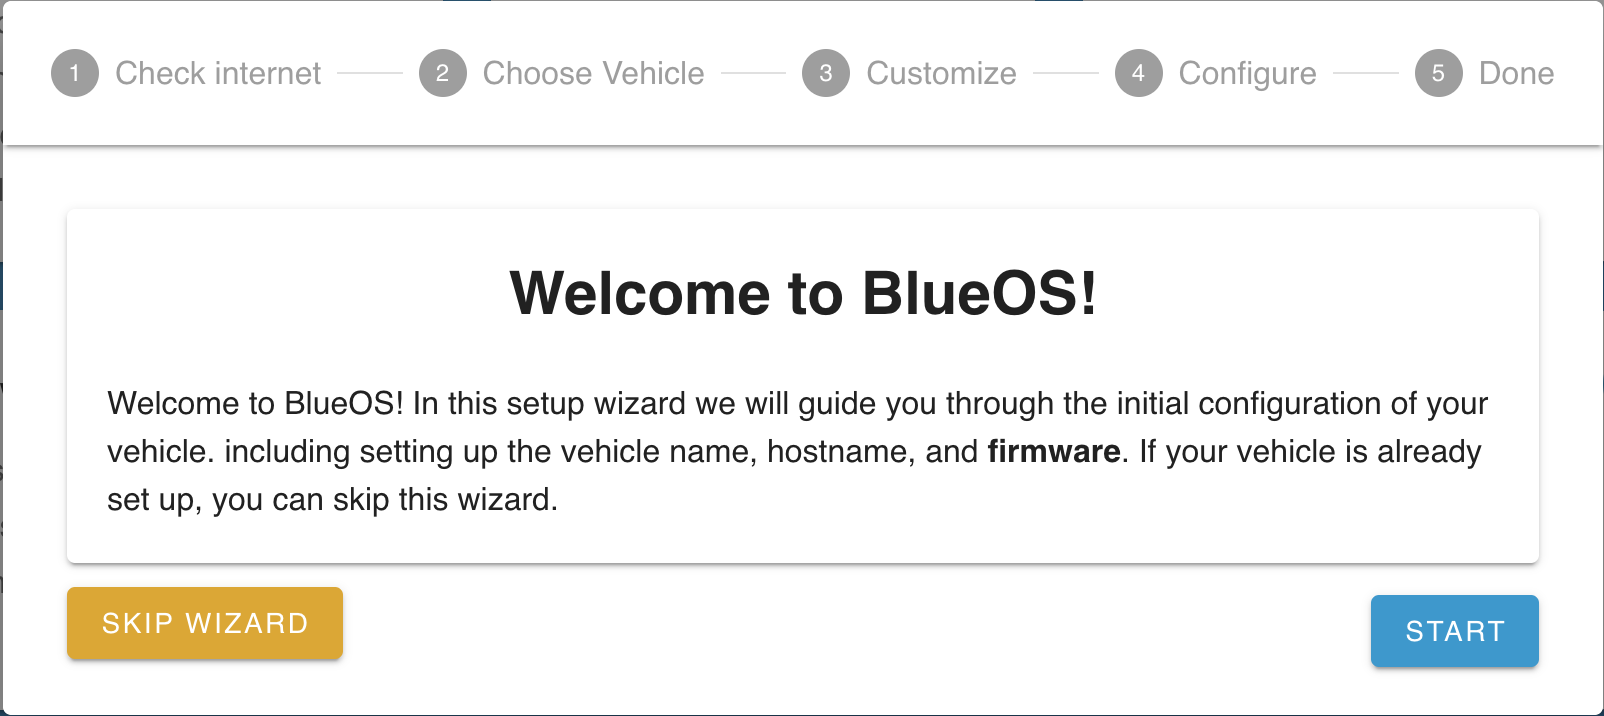 1 Check internet 2 Choose Vehicle 3 Customize 4 Configure 5 Done
Welcome to BlueOS!
Welcome to BlueOS! In this setup wizard we will guide you through the initial configuration of your
vehicle. including setting up the vehicle name, hostname, and firmware. If your vehicle is already
set up, you can skip this wizard.
SKIP WIZARD
START